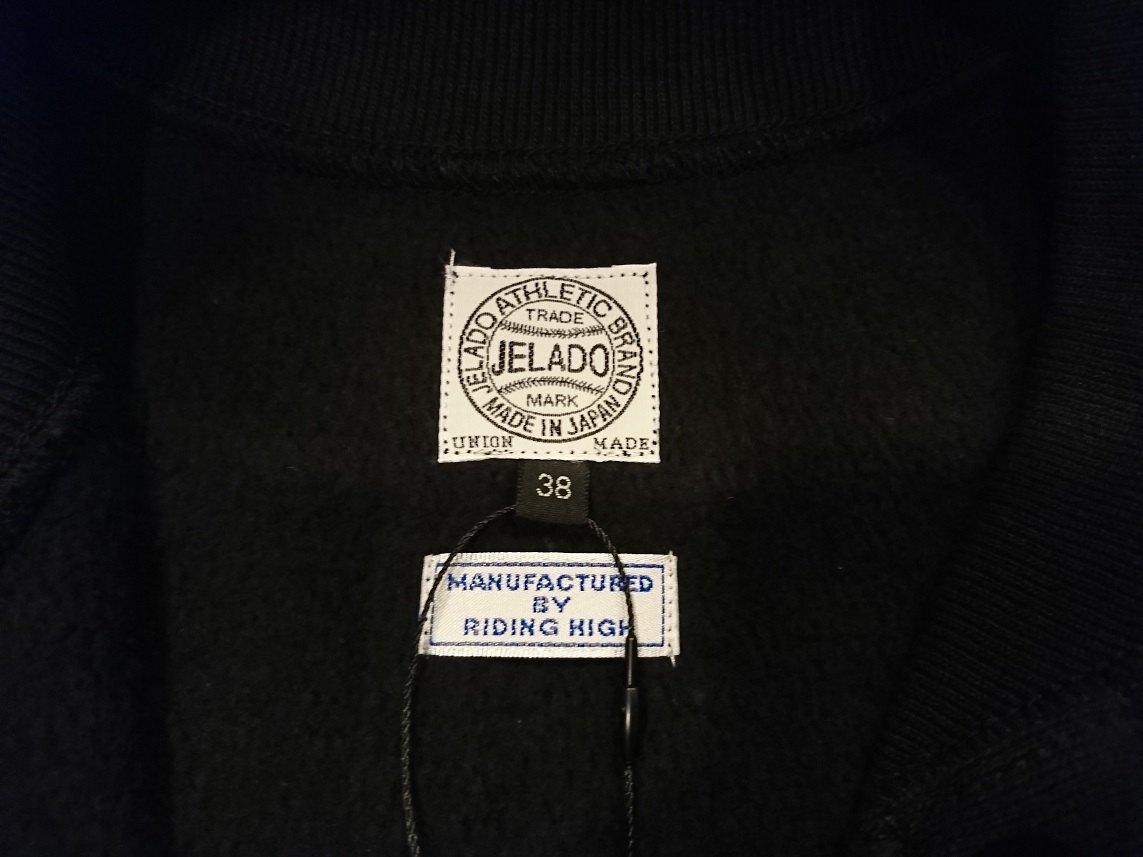 JELADO ATHLETIC BRAND
TRADE
JELADO
MARK
MADE IN JAPAN
UNION MADE
38
MANUFACTURED
BY
RIDING HIGH